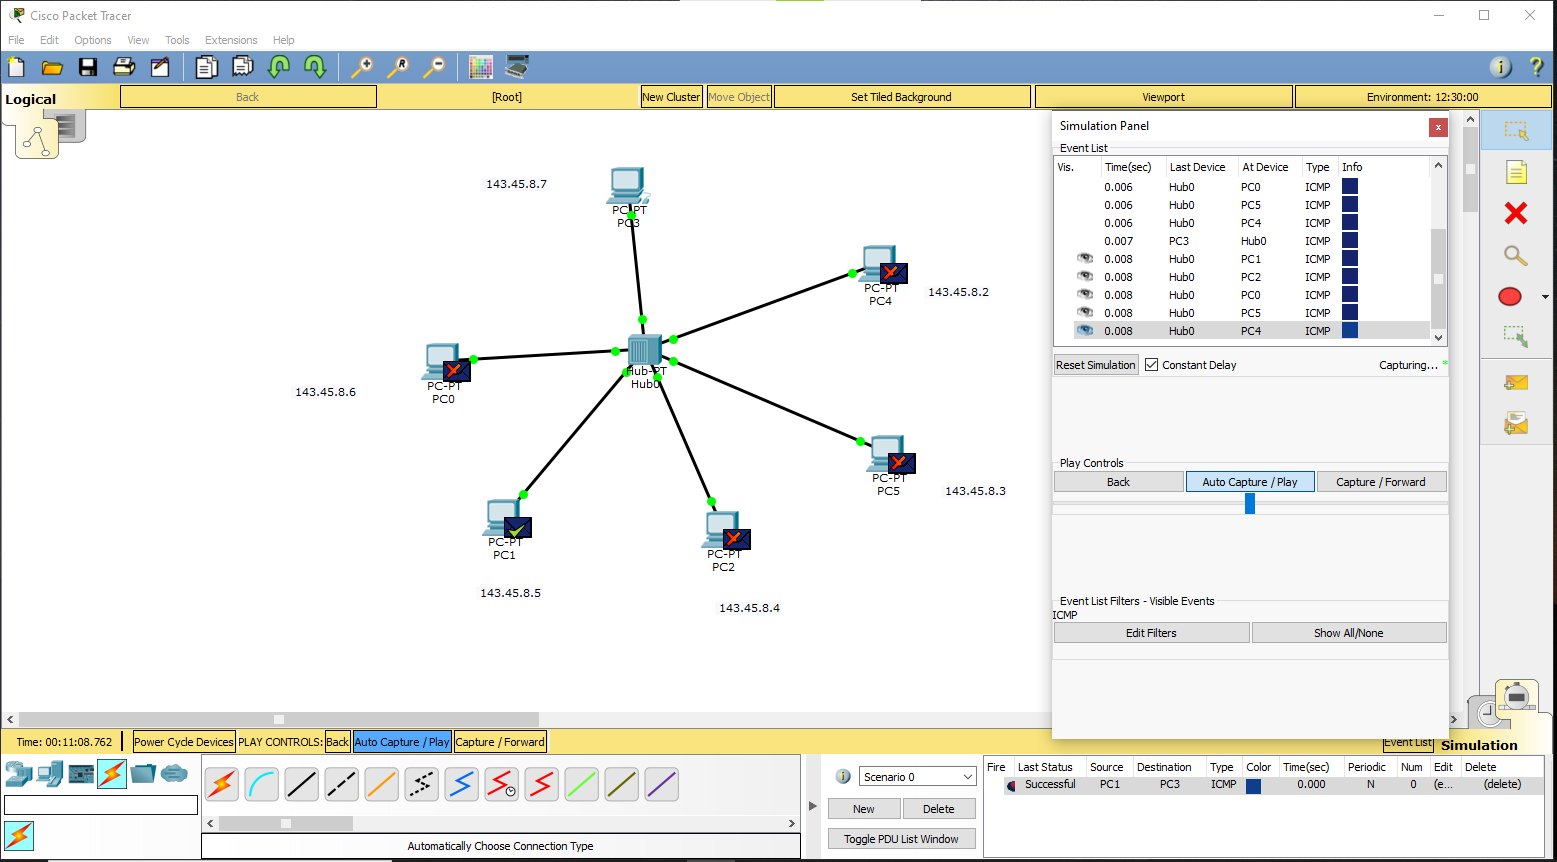 Cisco Packet Tracer
File Edit Options View Tools Extensions Help
Logical Back [Root] New Cluster Move Object Set Tiled Background Viewport Environment: 12:30:00
143.45.8.7
PC-PT
PC3
PC-PT
PC4
143.45.8.2
Hub-PT
Hub0
PC-PT
PC0
143.45.8.6
PC-PT
PC5
143.45.8.3
PC-PT
PC1
143.45.8.5
PC-PT
PC2
143.45.8.4
Simulation Panel
Event List
Vis. Time(sec) Last Device At Device Type Info
0.006 Hub0 PC0 ICMP
0.006 Hub0 PC5 ICMP
0.006 Hub0 PC4 ICMP
0.007 PC3 Hub0 ICMP
0.008 Hub0 PC1 ICMP
0.008 Hub0 PC2 ICMP
0.008 Hub0 PC0 ICMP
0.008 Hub0 PC5 ICMP
0.008 Hub0 PC4 ICMP
Reset Simulation Constant Delay Capturing... *
Play Controls
Back Auto Capture / Play Capture / Forward
Event List Filters - Visible Events
ICMP
Edit Filters Show All/None
Time: 00:11:08.762 Power Cycle Devices PLAY CONTROLS: Back Auto Capture / Play Capture / Forward Event List Simulation
Automatically Choose Connection Type
Scenario 0
New Delete
Toggle PDU List Window
Fire Last Status Source Destination Type Color Time(sec) Periodic Num Edit Delete
Successful PC1 PC3 ICMP 0.000 N 0 (e... (delete)